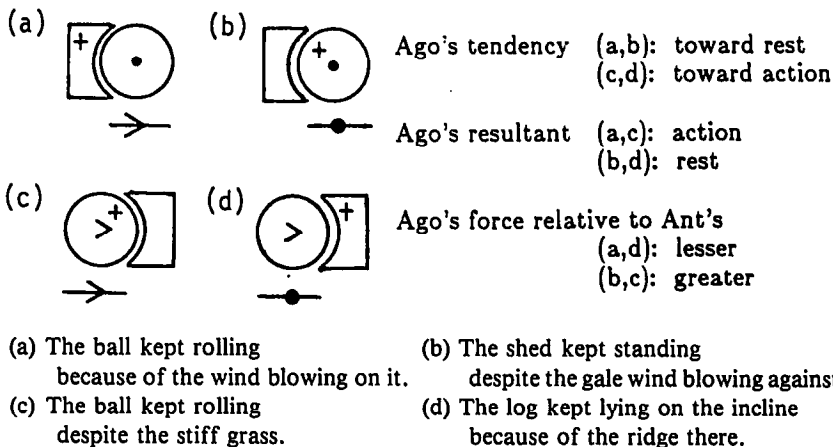 (a) (b) Ago's tendency (a,b): toward rest
(c,d): toward action
Ago's resultant (a,c): action
(b,d): rest
(c) (d) Ago's force relative to Ant's
(a,d): lesser
(b,c): greater
(a) The ball kept rolling
because of the wind blowing on it.
(b) The shed kept standing
despite the gale wind blowing against
(c) The ball kept rolling
despite the stiff grass.
(d) The log kept lying on the incline
because of the ridge there.